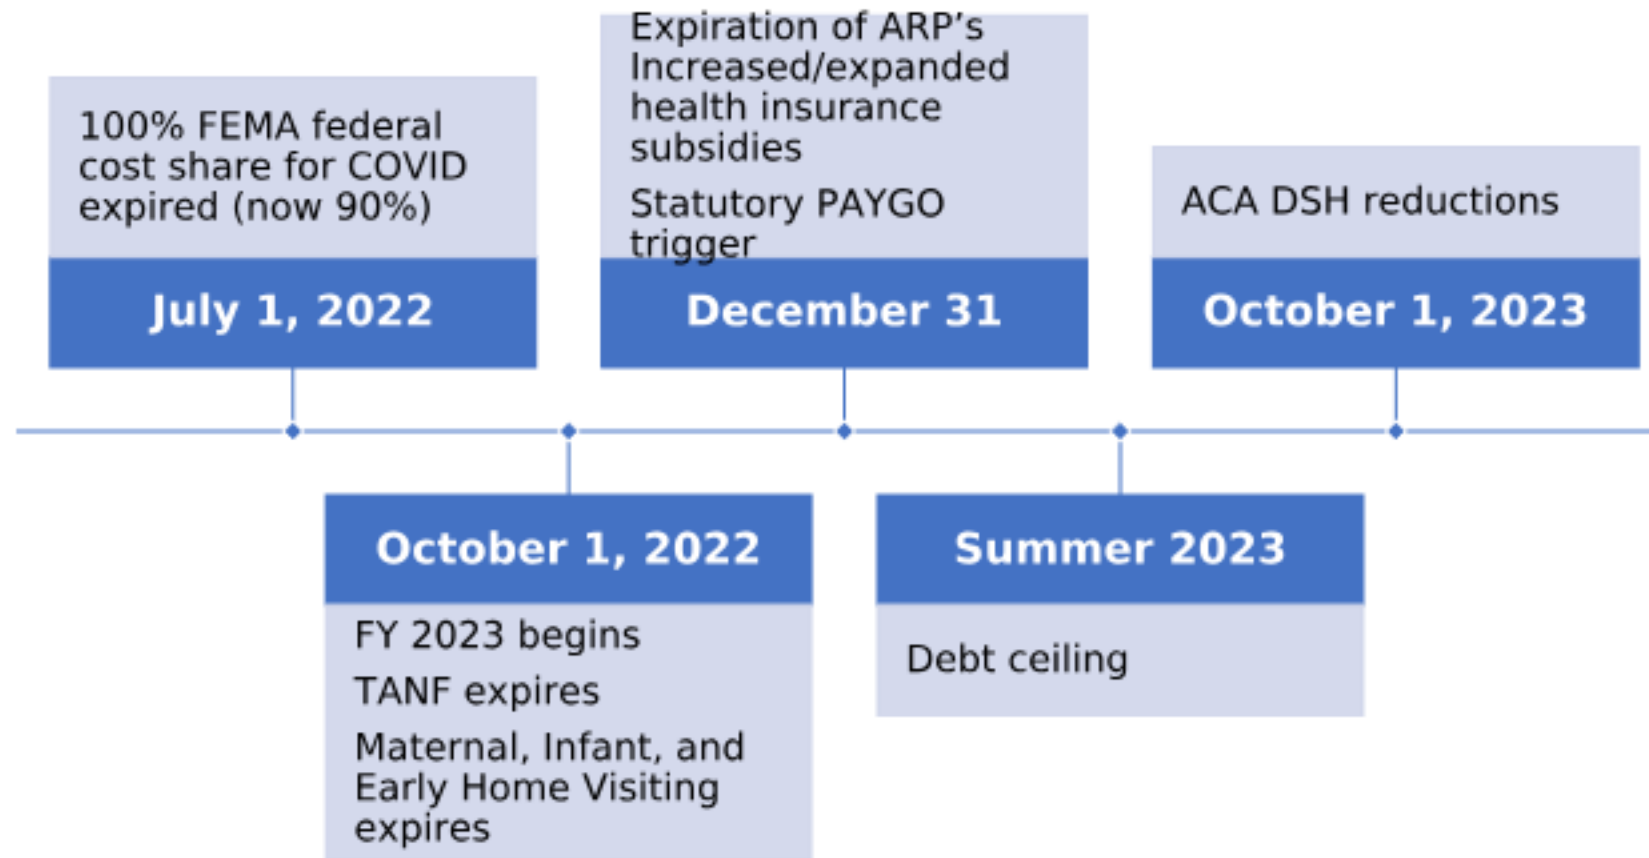 100% FEMA federal
cost share for COVID
expired (now 90%)
July 1, 2022
October 1, 2022
FY 2023 begins
TANF expires
Maternal, Infant, and
Early Home Visiting
expires
Expiration of ARP’s
Increased/expanded
health insurance
subsidies
Statutory PAYGO
trigger
December 31
Summer 2023
Debt ceiling
ACA DSH reductions
October 1, 2023